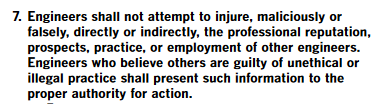 7. Engineers shall not attempt to injure, maliciously or
falsely, directly or indirectly, the professional reputation,
prospects, practice, or employment of other engineers.
Engineers who believe others are guilty of unethical or
illegal practice shall present such information to the
proper authority for action.